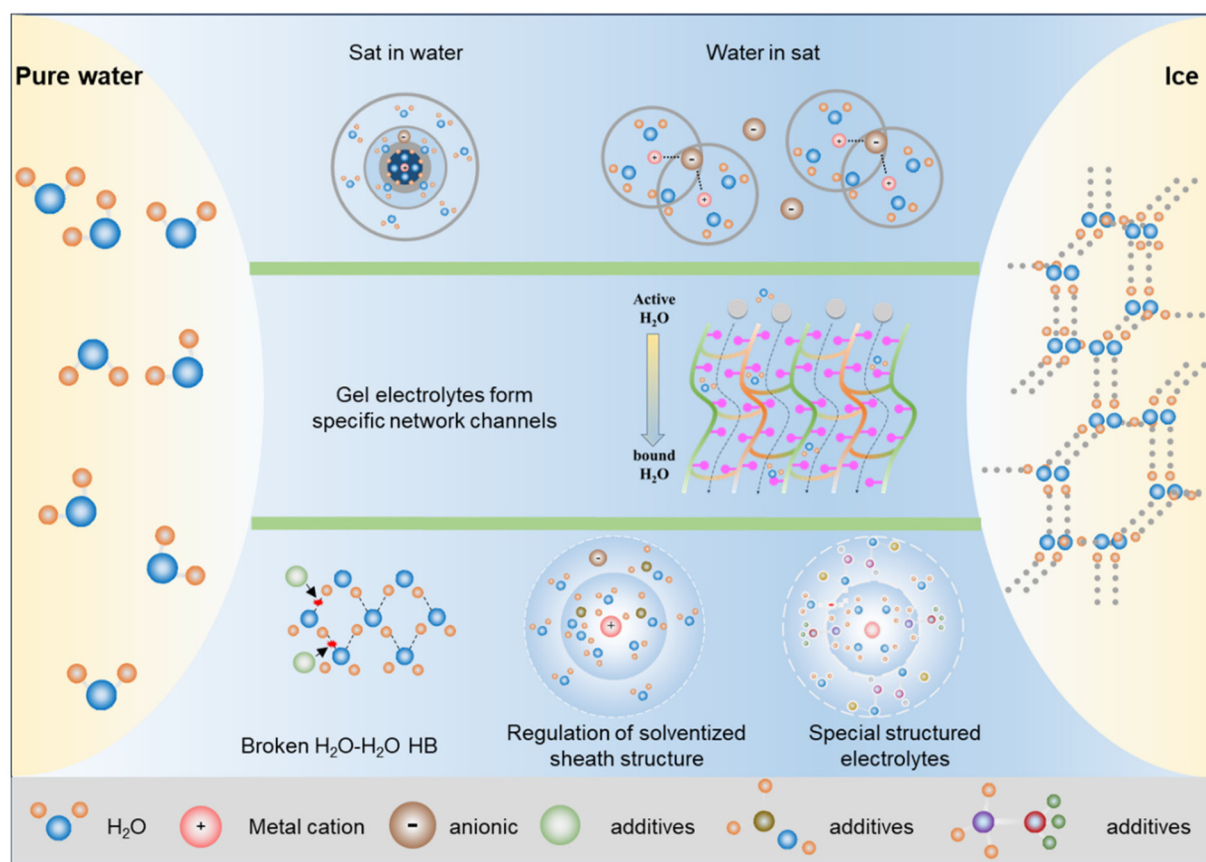 Pure water
Sat in water
Water in sat
Ice
Active
H₂O
Gel electrolytes form
specific network channels
bound
H₂O
Broken H₂O-H₂O HB
Regulation of solventized
sheath structure
Special structured
electrolytes
H₂O
Metal cation
anionic
additives
additives
additives